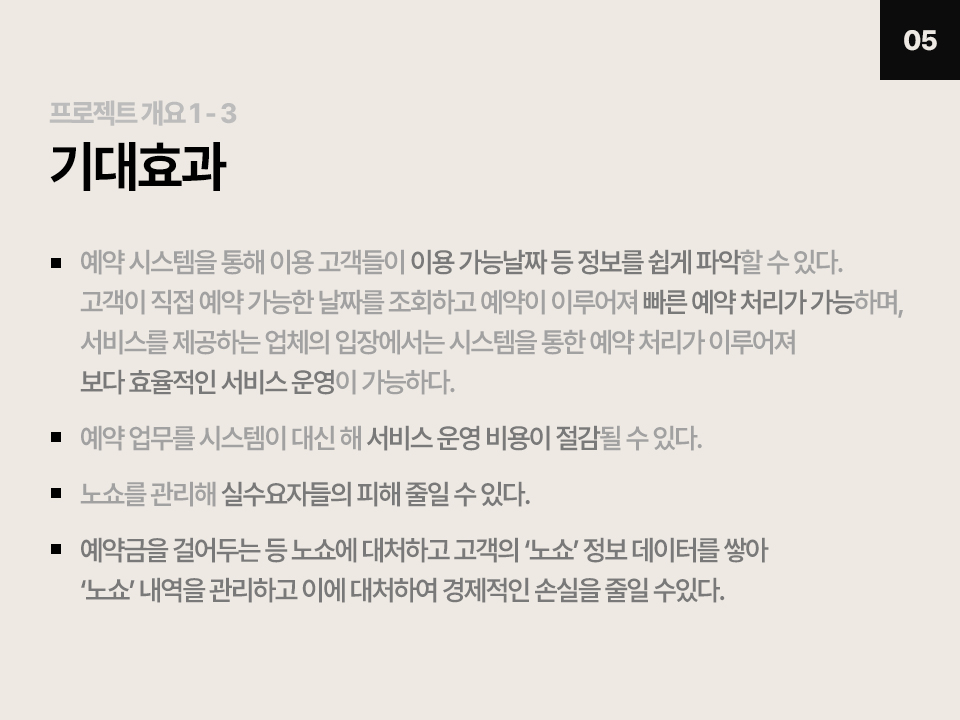 05
프로젝트 개요 1 - 3
기대효과
예약 시스템을 통해 이용 고객들이 이용 가능날짜 등 정보를 쉽게 파악할 수 있다.
고객이 직접 예약 가능한 날짜를 조회하고 예약이 이루어져 빠른 예약 처리가 가능하며,
서비스를 제공하는 업체의 입장에서는 시스템을 통한 예약 처리가 이루어져
보다 효율적인 서비스 운영이 가능하다.
예약 업무를 시스템이 대신 해 서비스 운영 비용이 절감될 수 있다.
노쇼를 관리해 실수요자들의 피해 줄일 수 있다.
예약금을 걸어두는 등 노쇼에 대처하고 고객의 ‘노쇼’ 정보 데이터를 쌓아
‘노쇼’ 내역을 관리하고 이에 대처하여 경제적인 손실을 줄일 수있다.